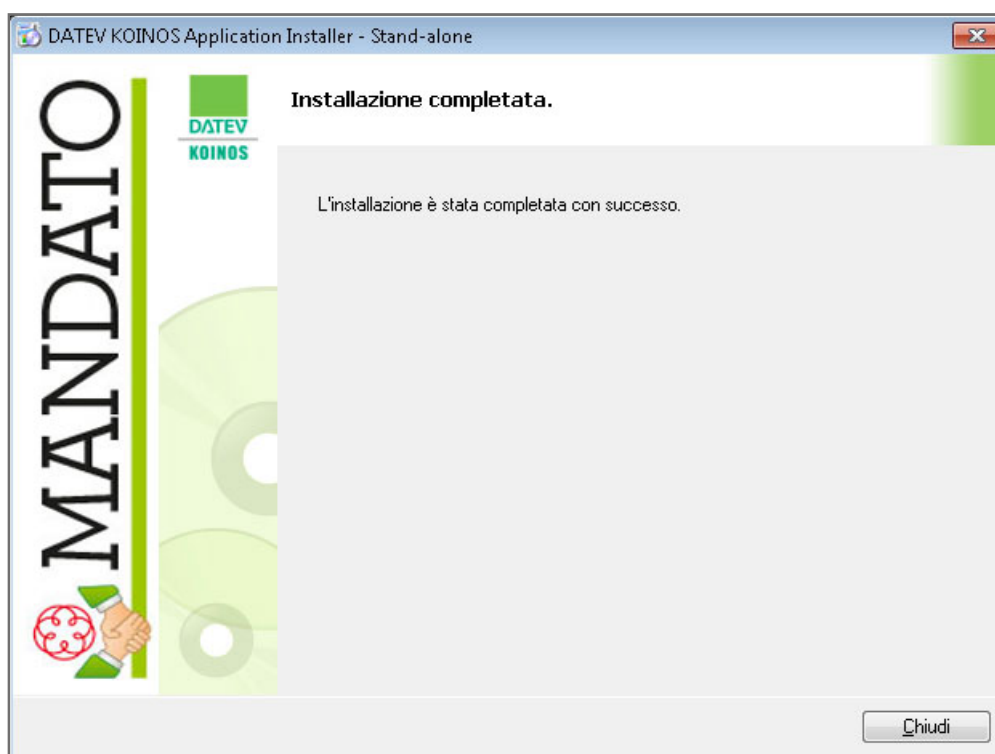 DATEV KOINOS Application Installer - Stand-alone
MANDATO
DATEV
KOINOS
Installazione completata.
L'installazione è stata completata con successo.
Chiudi